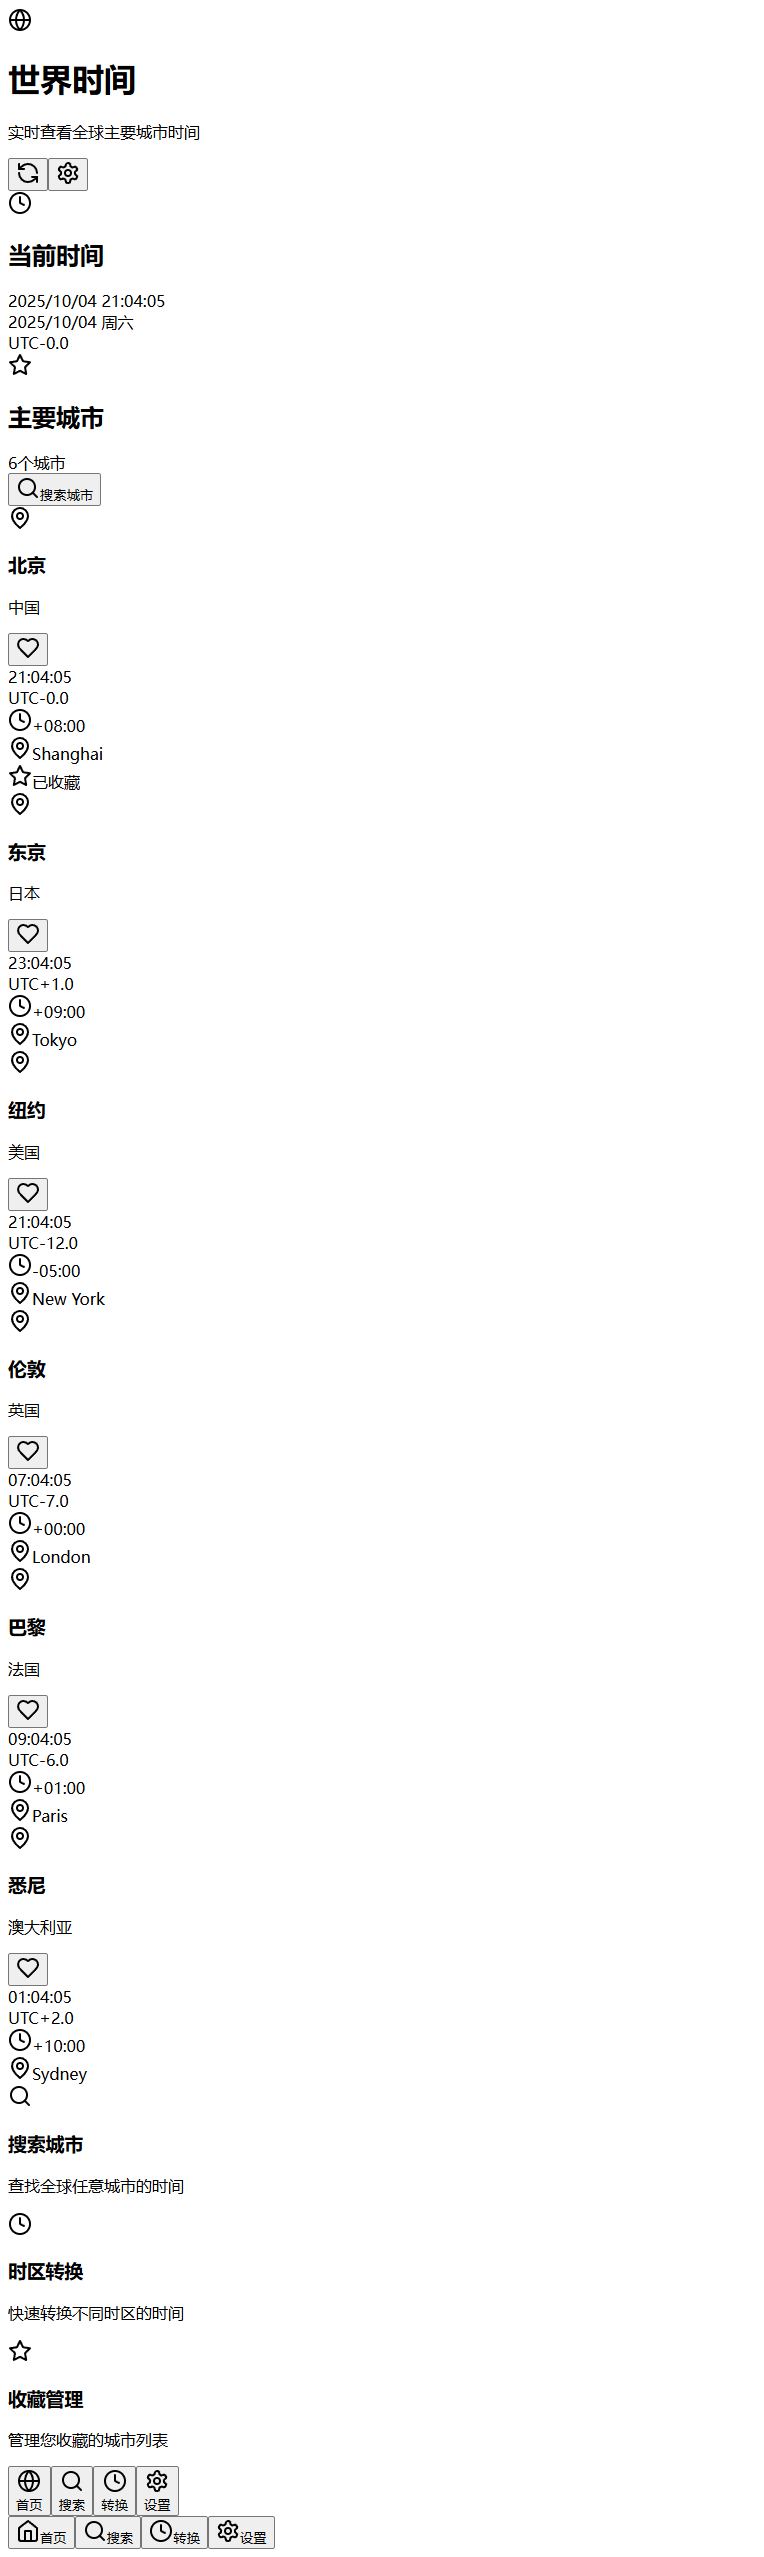 世界时间
实时查看全球主要城市时间
当前时间
2025/10/04 21:04:05
2025/10/04 周六
UTC-0.0
主要城市
6个城市
搜索城市
北京
中国
21:04:05
UTC-0.0
+08:00
Shanghai
已收藏
东京
日本
23:04:05
UTC+1.0
+09:00
Tokyo
纽约
美国
21:04:05
UTC-12.0
-05:00
New York
伦敦
英国
07:04:05
UTC-7.0
+00:00
London
巴黎
法国
09:04:05
UTC-6.0
+01:00
Paris
悉尼
澳大利亚
01:04:05
UTC+2.0
+10:00
Sydney
搜索城市
查找全球任意城市的时间
时区转换
快速转换不同时区的时间
收藏管理
管理您收藏的城市列表
首页 搜索 转换 设置
首页 搜索 转换 设置